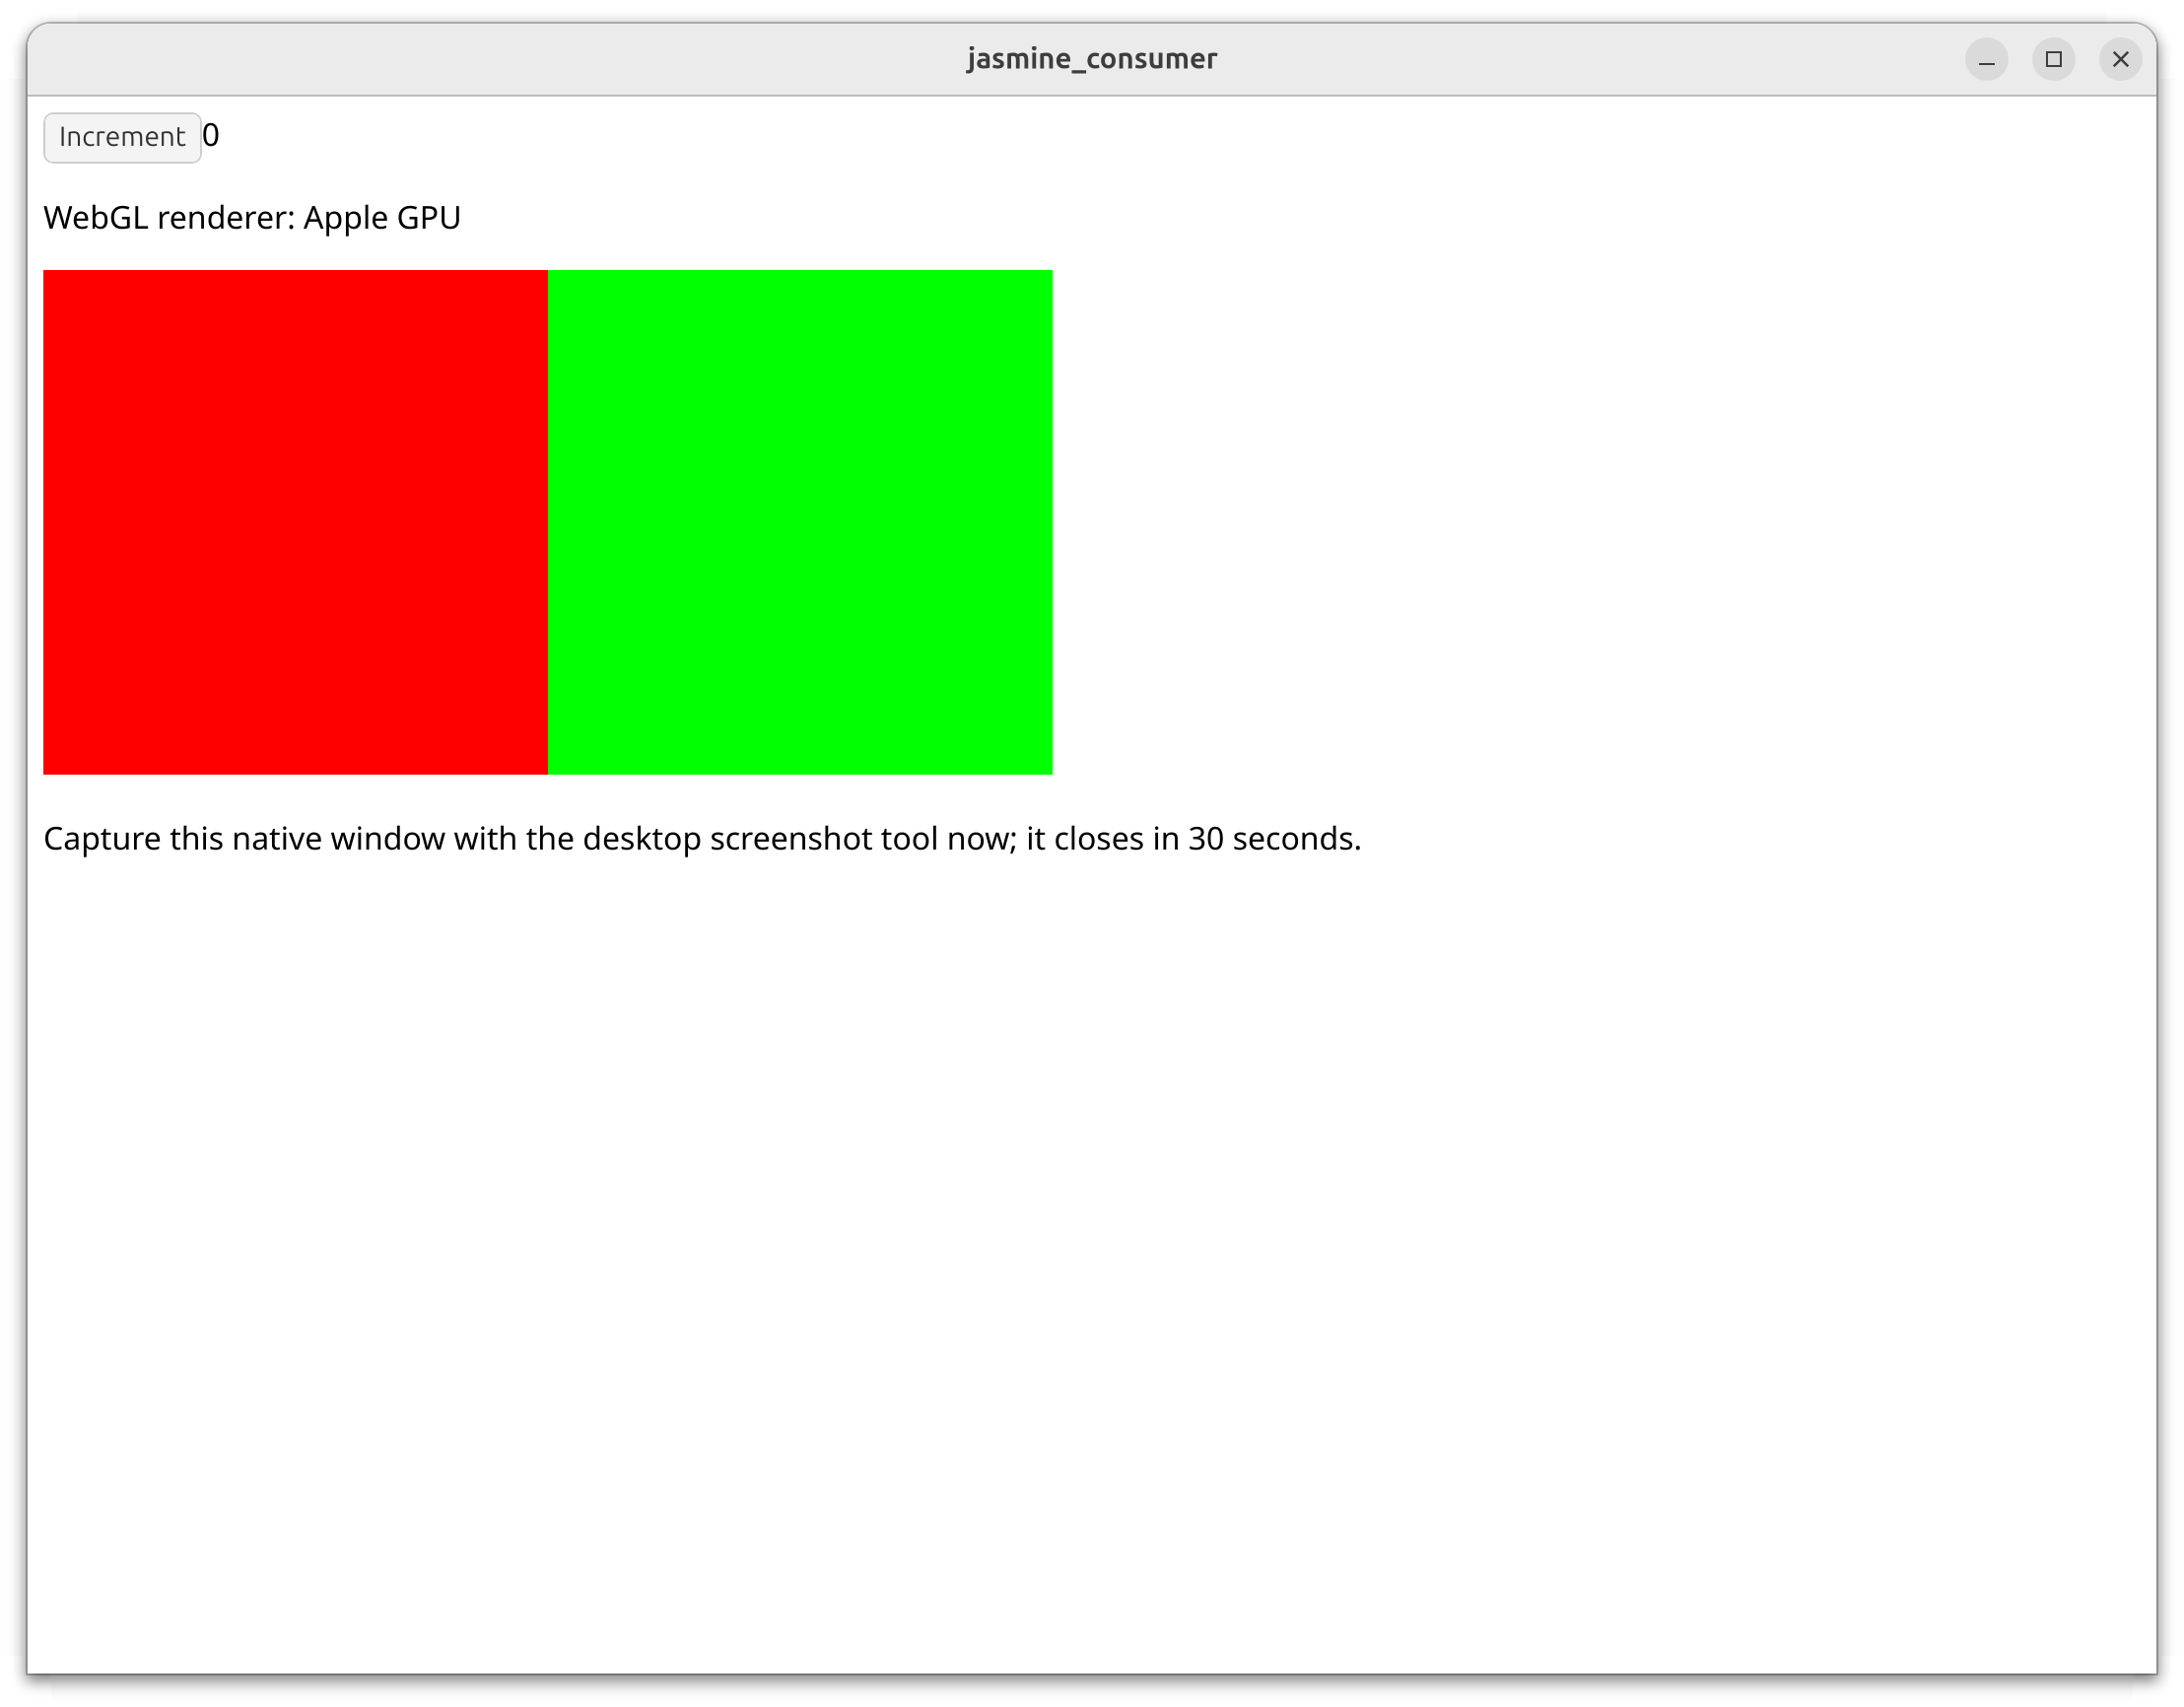 jasmine_consumer
Increment 0
WebGL renderer: Apple GPU
Capture this native window with the desktop screenshot tool now; it closes in 30 seconds.